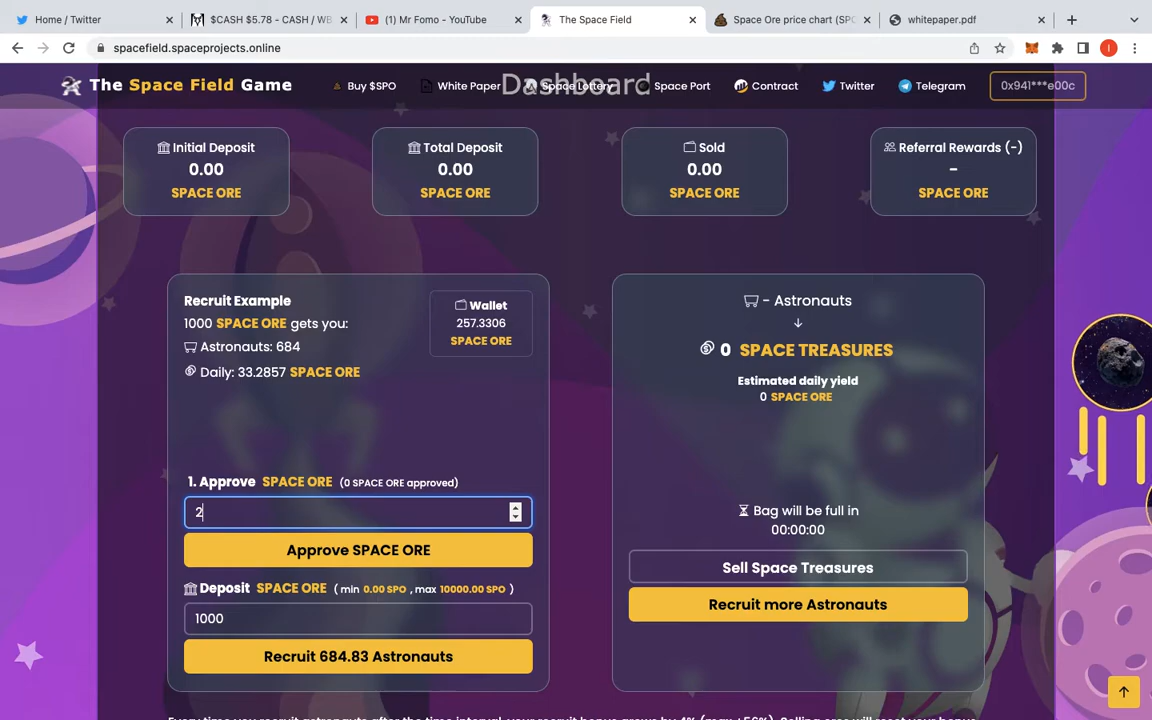 Home / Twitter
$CASH $5.78 - CASH / WB
(1) Mr Fomo - YouTube
The Space Field
Space Ore price chart (SPO
whitepaper.pdf
spacefield.spaceprojects.online
I
The Space Field Game
Buy $SPO
White Paper
Space Lottery
Space Port
Contract
Twitter
Telegram
0x941***e00c
Dashboard
Initial Deposit
0.00
SPACE ORE
Total Deposit
0.00
SPACE ORE
Sold
0.00
SPACE ORE
Referral Rewards (-)
-
SPACE ORE
Recruit Example
1000 SPACE ORE gets you:
Astronauts: 684
Daily: 33.2857 SPACE ORE
Wallet
257.3306
SPACE ORE
1. Approve SPACE ORE (0 SPACE ORE approved)
2
Approve SPACE ORE
Deposit SPACE ORE ( min 0.00 SPO , max 10000.00 SPO )
1000
Recruit 684.83 Astronauts
- Astronauts
↓
0 SPACE TREASURES
Estimated daily yield
0 SPACE ORE
Bag will be full in
00:00:00
Sell Space Treasures
Recruit more Astronauts